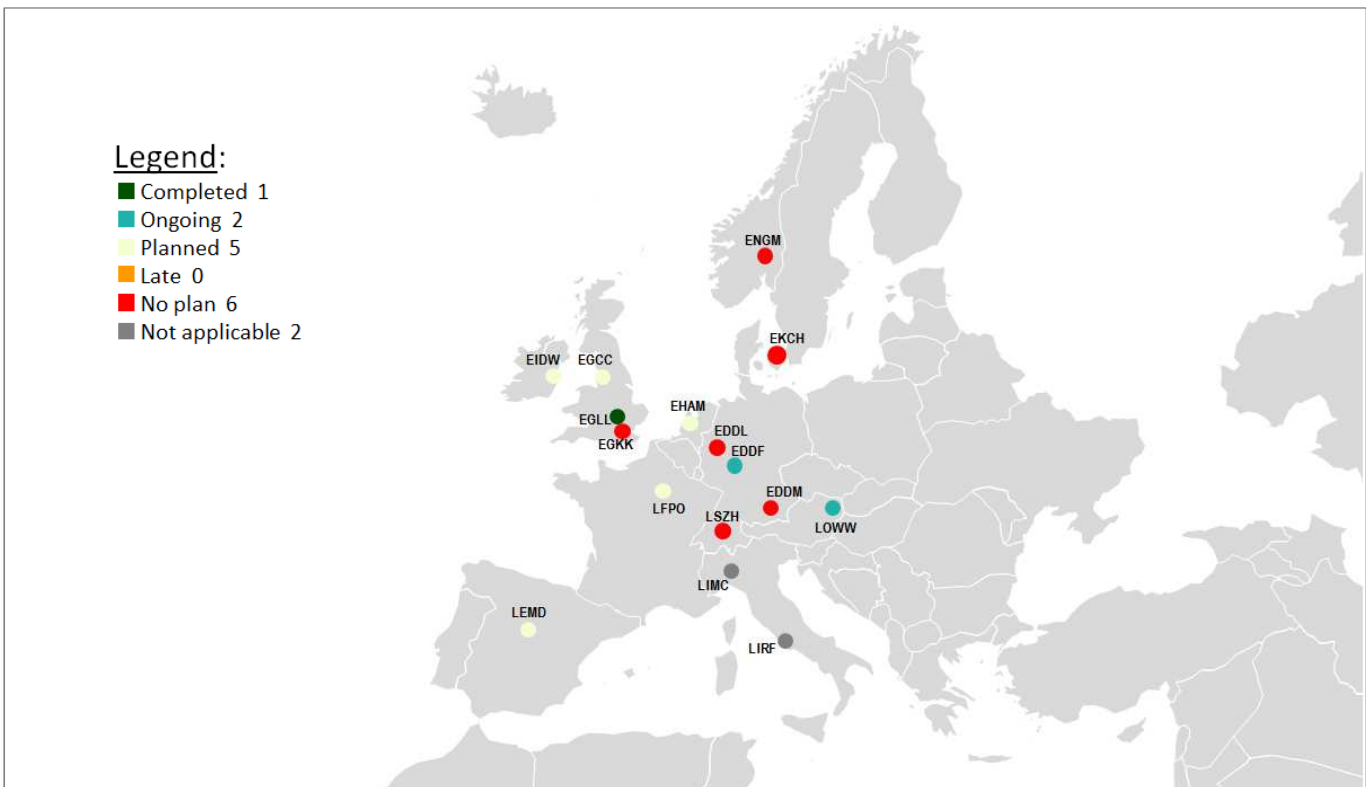 Legend:
Completed 1
Ongoing 2
Planned 5
Late 0
No plan 6
Not applicable 2
ENGM
EKCH
EIDW
EGCC
EHAM
EGLL
EDDL
EGKK
EDDF
EDDM
LFPO
LSZH
LOWW
LIMC
LEMD
LIRF